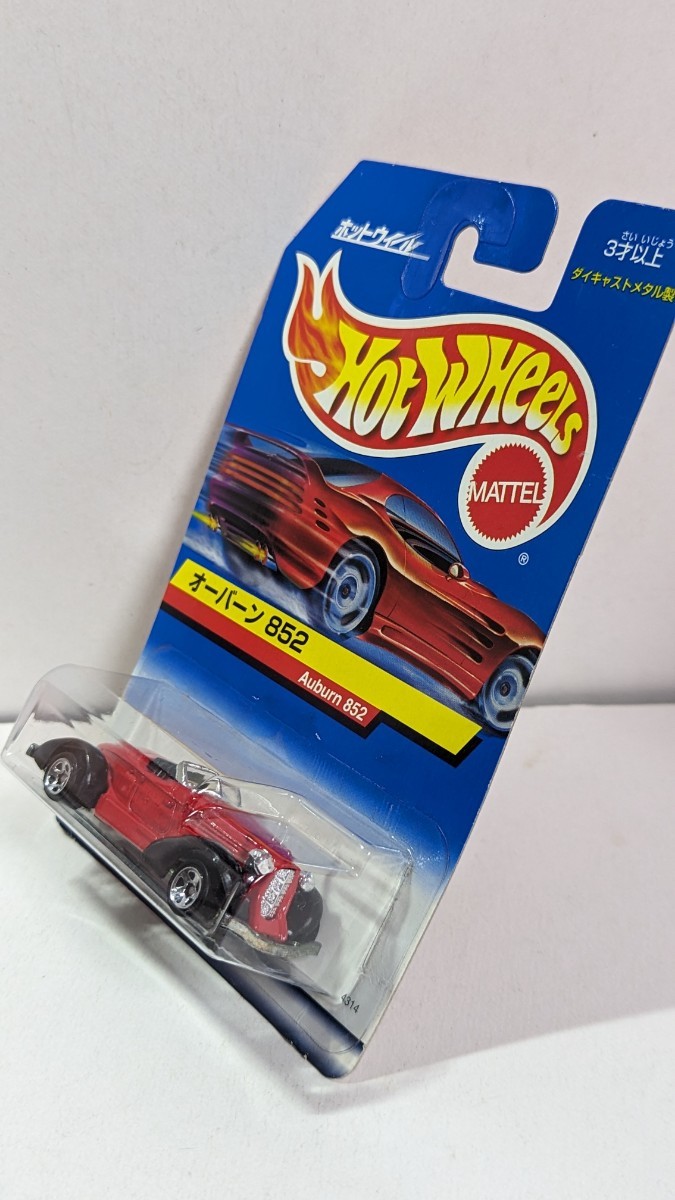 ホットウィール
さい いじょう
3才以上
ダイキャストメタル製
Hot Wheels
MATTEL
®
オーバーン 852
Auburn 852